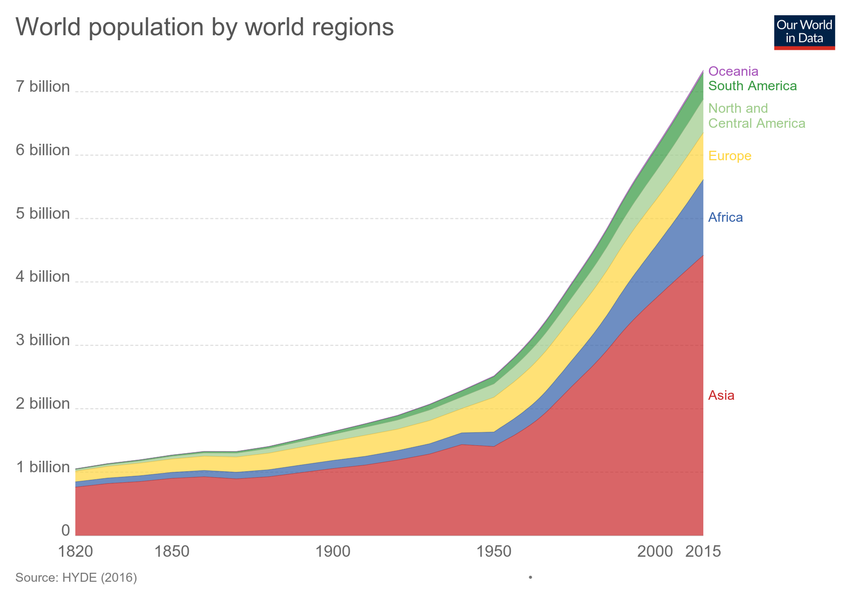 World population by world regions
Our World
in Data
7 billion
6 billion
5 billion
4 billion
3 billion
2 billion
1 billion
0
Oceania
South America
North and
Central America
Europe
Africa
Asia
1820 1850 1900 1950 2000 2015
Source: HYDE (2016)